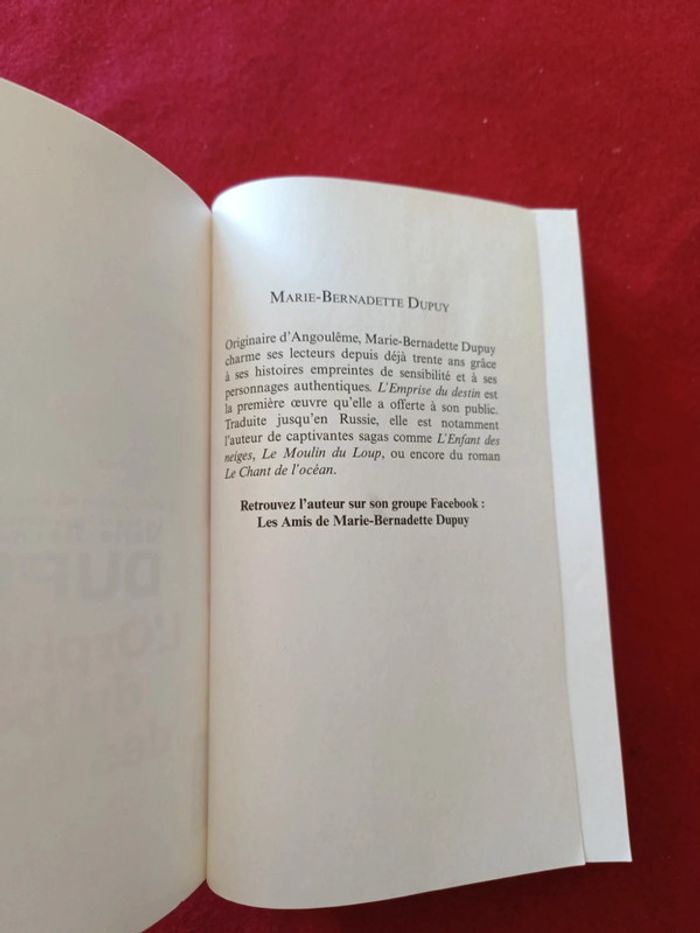 MARIE-BERNADETTE DUPUY
Originaire d'Angoulême, Marie-Bernadette Dupuy
charme ses lecteurs depuis déjà trente ans grâce
à ses histoires empreintes de sensibilité et à ses
personnages authentiques. L'Emprise du destin est
la première œuvre qu'elle a offerte à son public.
Traduite jusqu'en Russie, elle est notamment
l'auteur de captivantes sagas comme L'Enfant des
neiges, Le Moulin du Loup, ou encore du roman
Le Chant de l'océan.
Retrouvez l'auteur sur son groupe Facebook :
Les Amis de Marie-Bernadette Dupuy